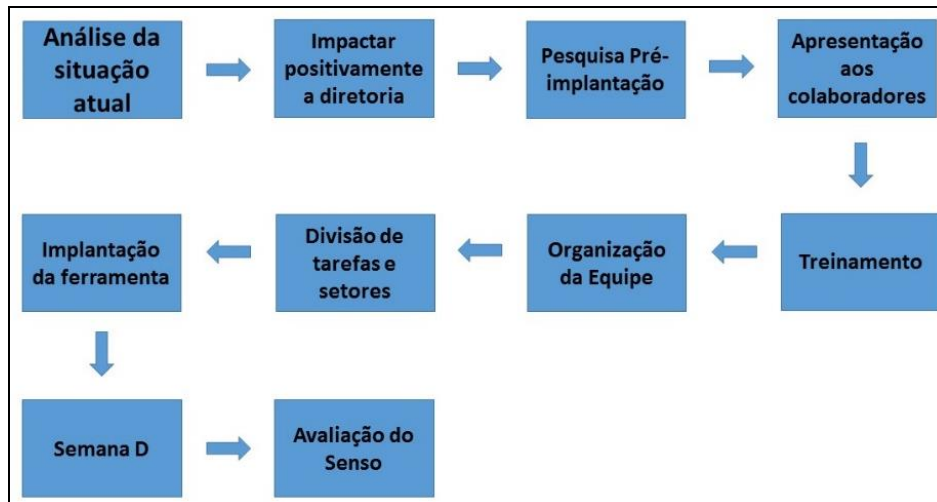 Análise da
situação
atual
Impactar
positivamente
a diretoria
Pesquisa Pré-
implantação
Apresentação
aos
colaboradores
Treinamento
Organização
da Equipe
Divisão de
tarefas e
setores
Implantação
da ferramenta
Semana D
Avaliação do
Senso